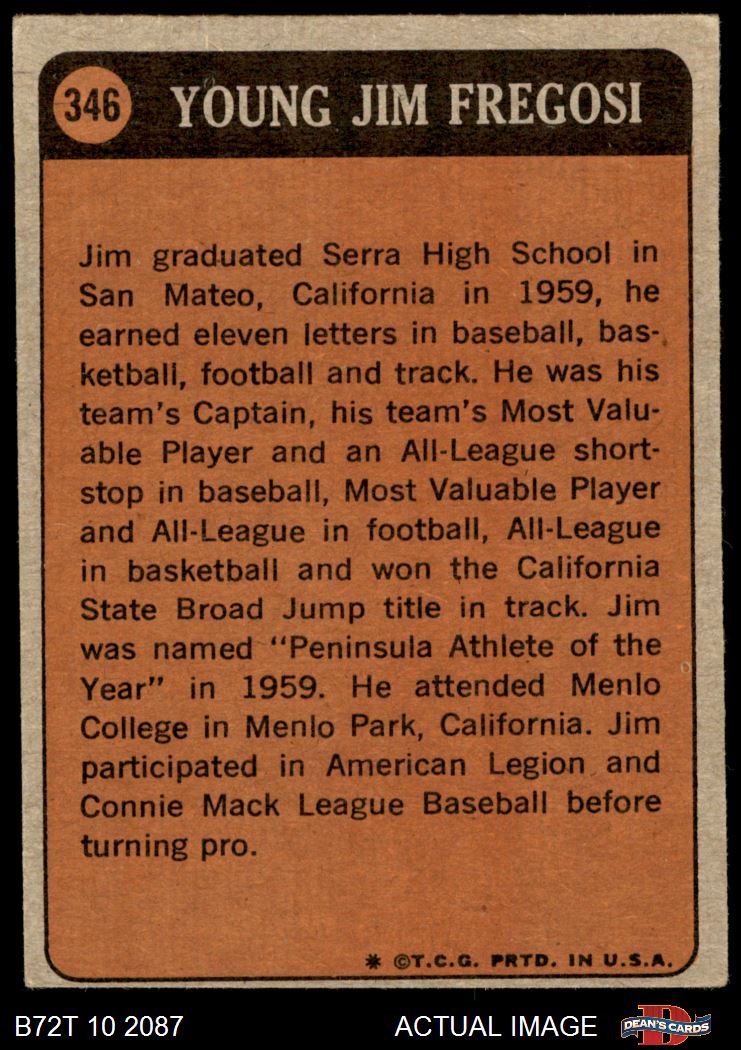 346 YOUNG JIM FREGOSI
Jim graduated Serra High School in
San Mateo, California in 1959, he
earned eleven letters in baseball, bas-
ketball, football and track. He was his
team's Captain, his team's Most Valu-
able Player and an All-League short-
stop in baseball, Most Valuable Player
and All-League in football, All-League
in basketball and won the California
State Broad Jump title in track. Jim
was named "Peninsula Athlete of the
Year" in 1959. He attended Menlo
College in Menlo Park, California. Jim
participated in American Legion and
Connie Mack League Baseball before
turning pro.
* ©T.C.G. PRTD. IN U.S.A.
B72T 10 2087 ACTUAL IMAGE D DEAN'S CARDS